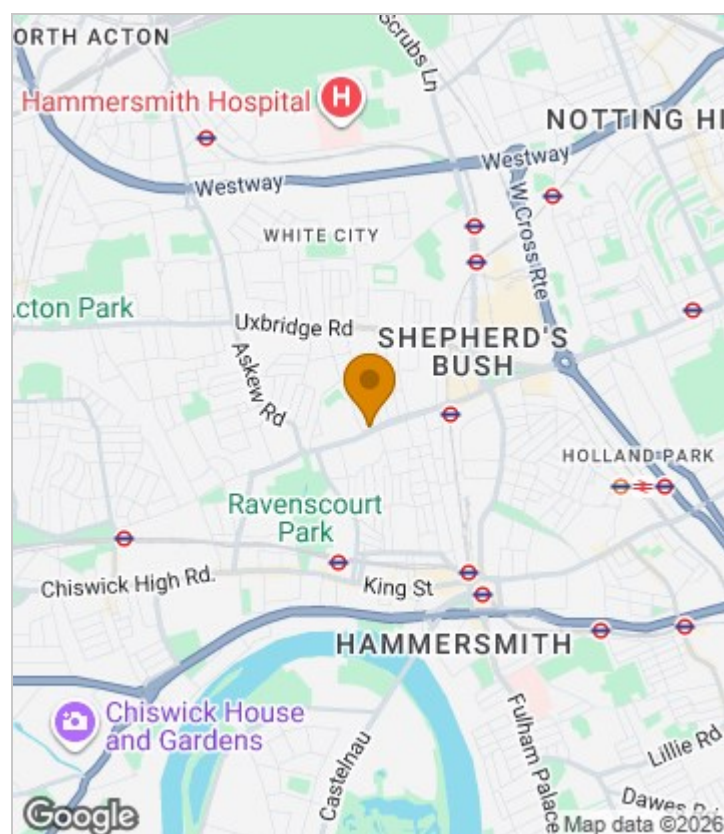 ORTH ACTON
Scrubs Ln
Hammersmith Hospital
H
NOTTING HI
Westway
Westway
W Cross Rte
WHITE CITY
Acton Park
Uxbridge Rd
SHEPHERD'S
BUSH
Askew Rd
HOLLAND PARK
Ravenscourt
Park
Chiswick High Rd.
King St
HAMMERSMITH
Chiswick House
and Gardens
Castelnau
Fulham Palace
Lillie Rd
Dawes R
Google
Map data ©2026